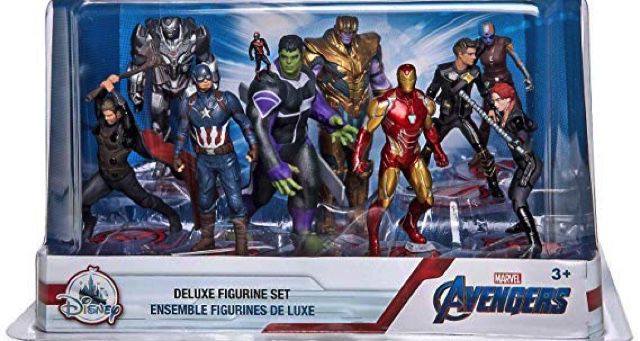 Disney
DELUXE FIGURINE SET
ENSEMBLE FIGURINES DE LUXE
MARVEL
AVENGERS
3+